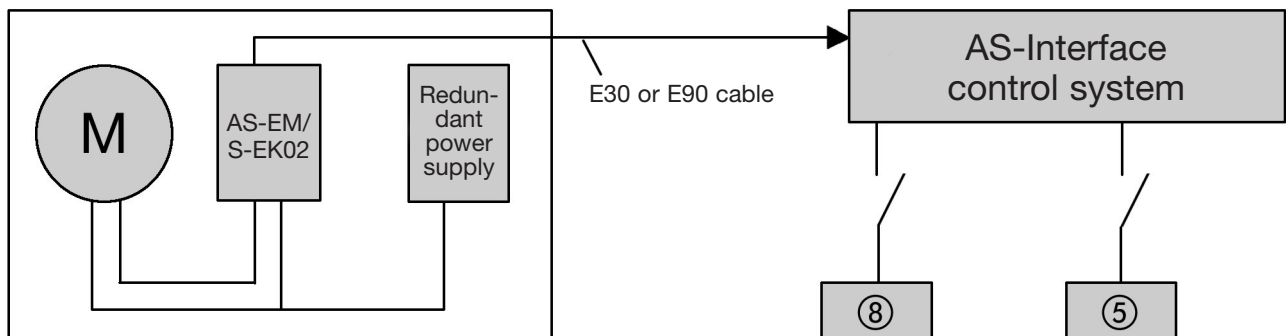 M
AS-EM/
S-EK02
Redun-
dant
power
supply
E30 or E90 cable
AS-Interface
control system
⑧
⑤